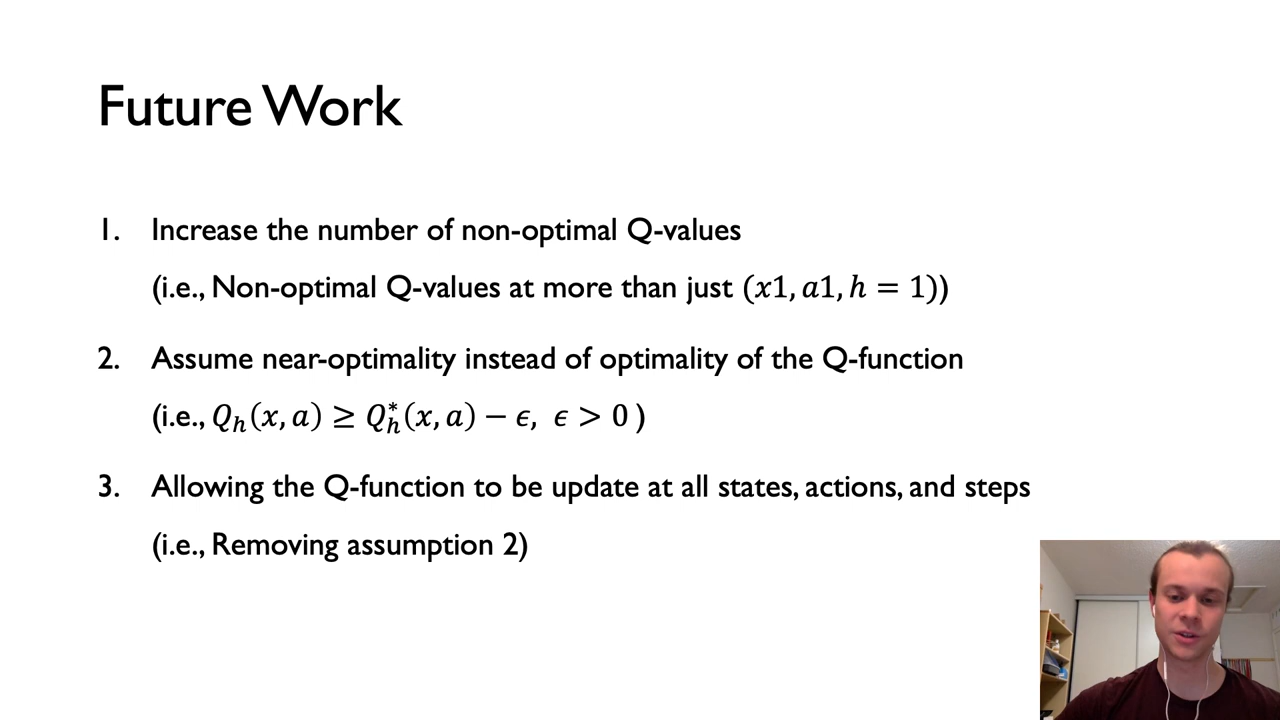 Future Work
1. Increase the number of non-optimal Q-values
(i.e., Non-optimal Q-values at more than just (x1, a1, h = 1))
2. Assume near-optimality instead of optimality of the Q-function
(i.e., Q_h(x, a) ≥ Q_h^*(x, a) − ϵ, ϵ > 0 )
3. Allowing the Q-function to be update at all states, actions, and steps
(i.e., Removing assumption 2)